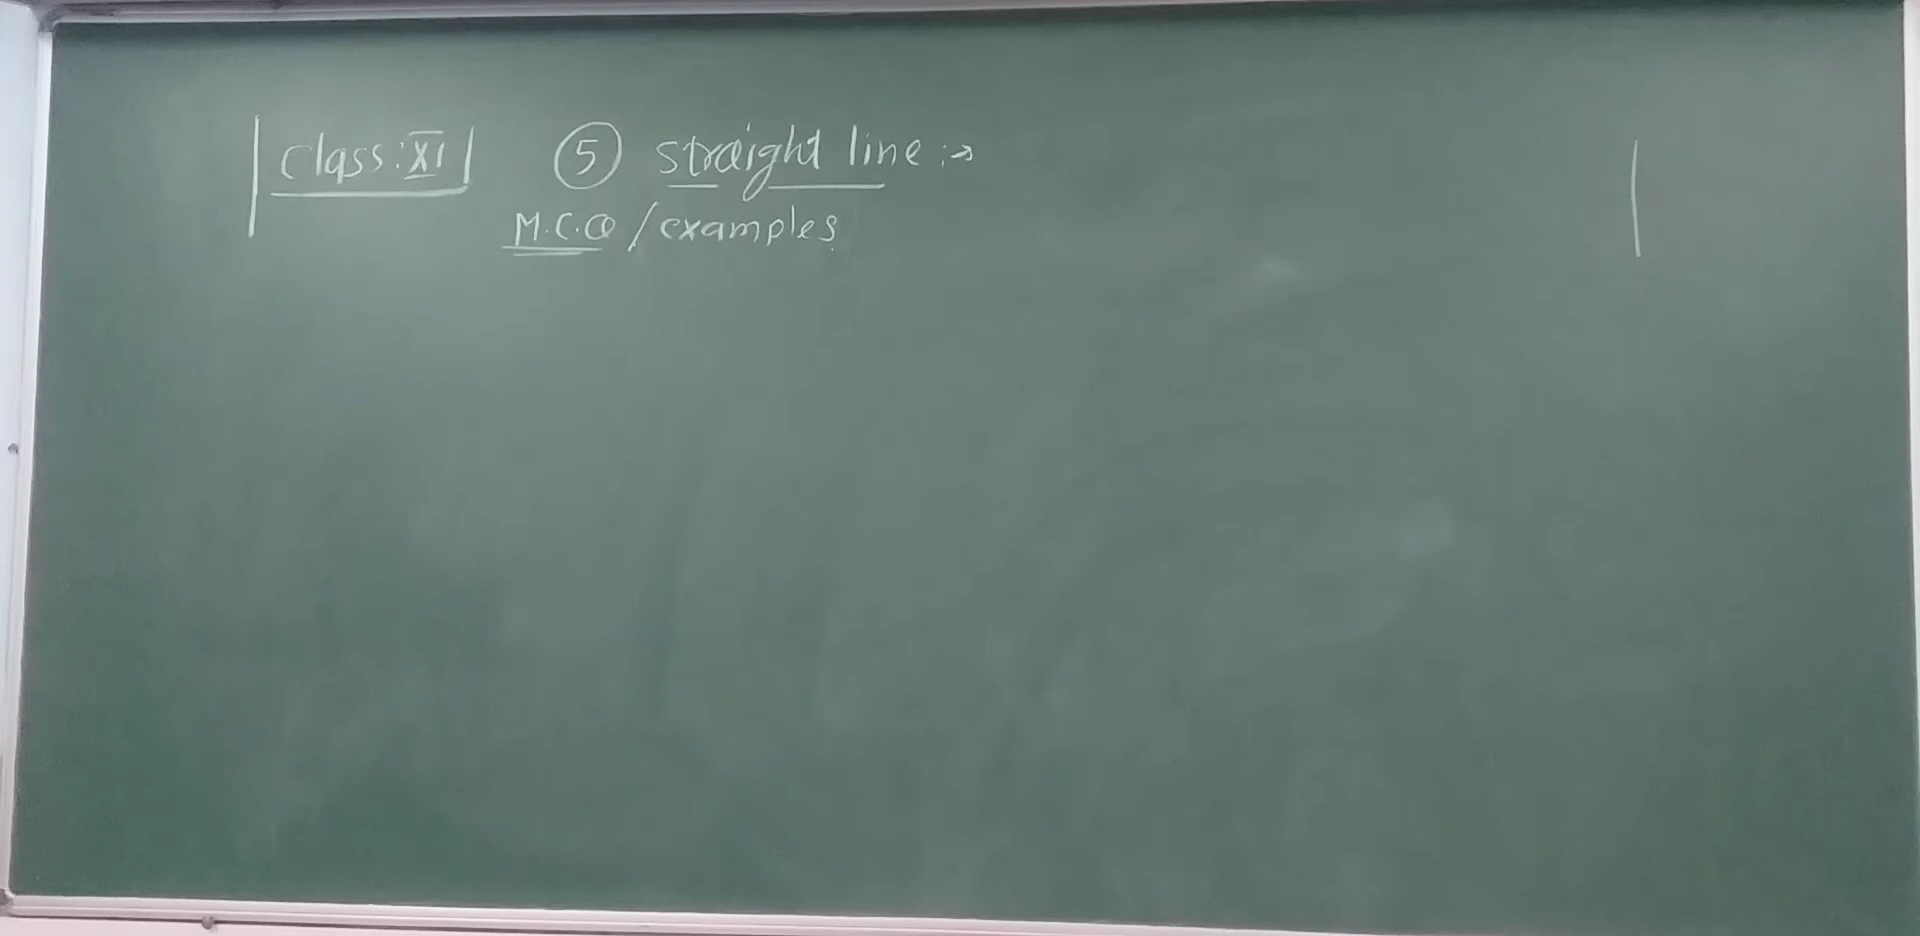 Class: XI ⑤ straight line :→
M.C.Q / examples